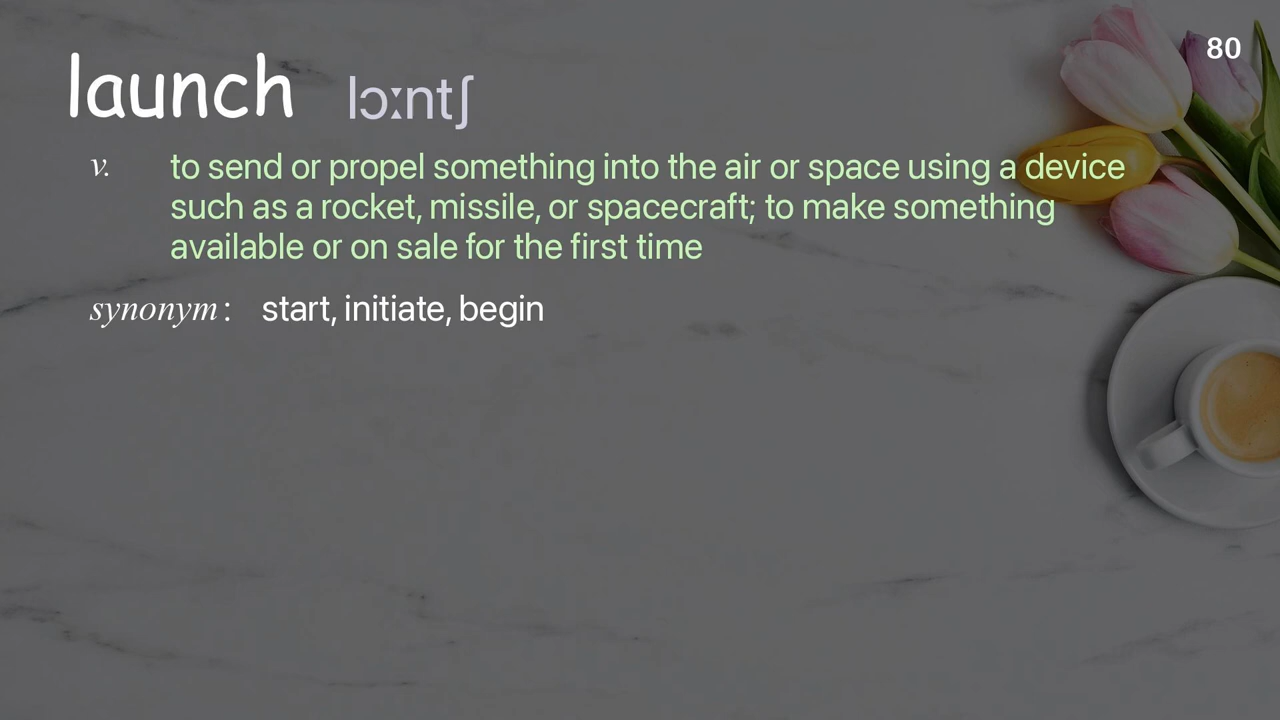 80
launch lɔːntʃ
v. to send or propel something into the air or space using a device
such as a rocket, missile, or spacecraft; to make something
available or on sale for the first time
synonym : start, initiate, begin